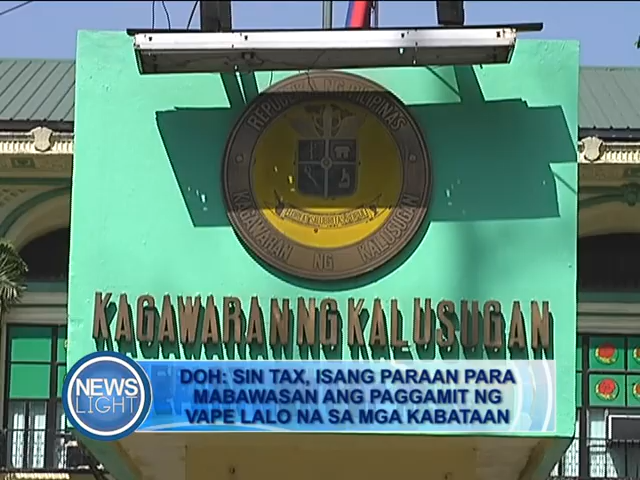 REPUBLIKA NG PILIPINAS
KAGAWARAN NG KALUSUGAN
KAGAWARAN NG KALUSUGAN
NEWS
LIGHT
DOH: SIN TAX, ISANG PARAAN PARA
MABAWASAN ANG PAGGAMIT NG
VAPE LALO NA SA MGA KABATAAN